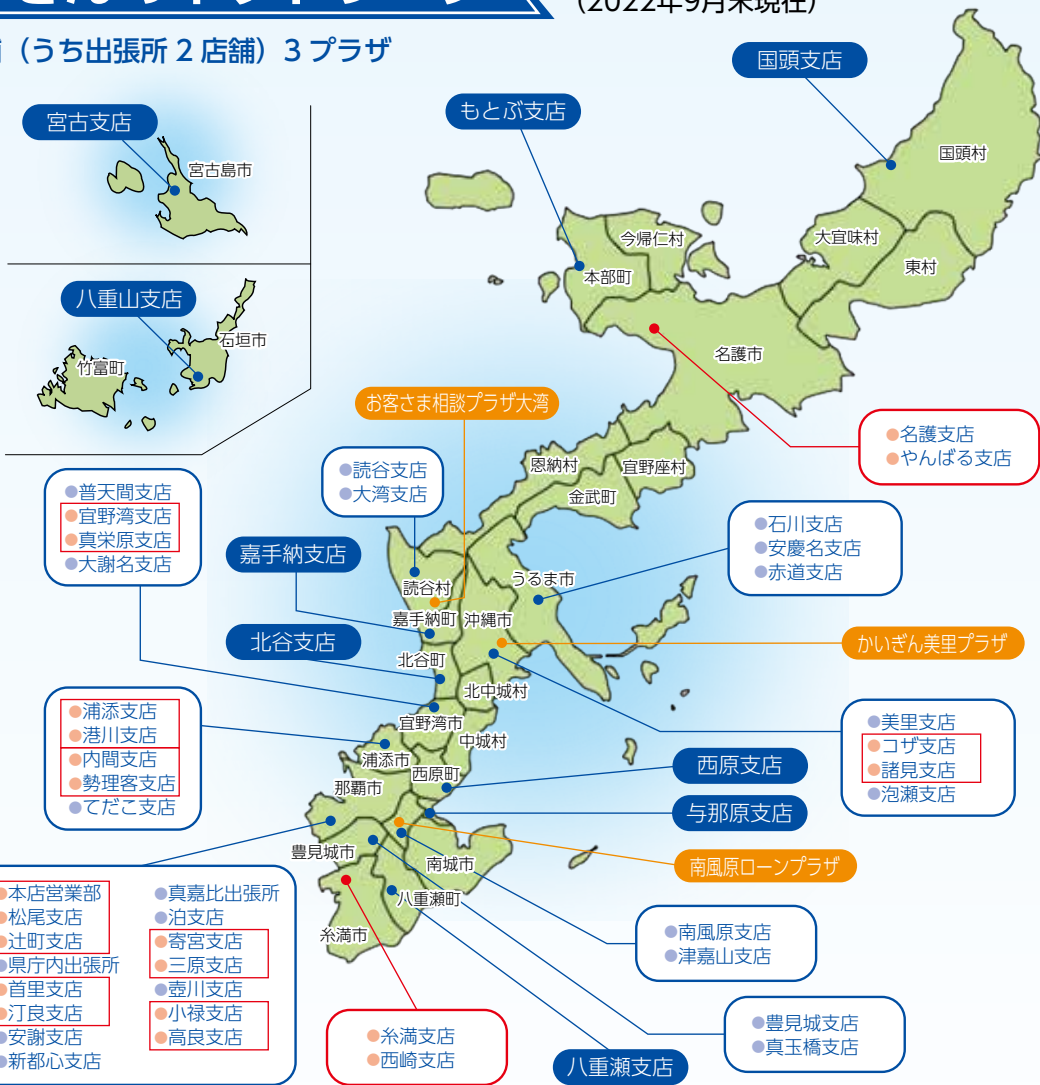 (2022年9月末現在)
(うち出張所2店舗)3プラザ
国頭支店
もとぶ支店
宮古支店
宮古島市
国頭村
大宜味村
東村
今帰仁村
本部町
八重山支店
石垣市
竹富町
名護市
お客さま相談プラザ大湾
名護支店
やんばる支店
恩納村
宜野座村
金武町
読谷支店
大湾支店
普天間支店
宜野湾支店
真栄原支店
大謝名支店
石川支店
安慶名支店
赤道支店
嘉手納支店
うるま市
読谷村
嘉手納町
沖縄市
北谷支店
かいぎん美里プラザ
北谷町
北中城村
宜野湾市
中城村
浦添支店
港川支店
内間支店
勢理客支店
てだこ支店
美里支店
コザ支店
諸見支店
泡瀬支店
浦添市
西原町
西原支店
那覇市
与那原支店
豊見城市
南城市
南風原ローンプラザ
八重瀬町
糸満市
本店営業部
松尾支店
辻町支店
県庁内出張所
首里支店
汀良支店
安謝支店
新都心支店
真嘉比出張所
泊支店
寄宮支店
三原支店
壺川支店
小禄支店
高良支店
南風原支店
津嘉山支店
糸満支店
西崎支店
豊見城支店
真玉橋支店
八重瀬支店